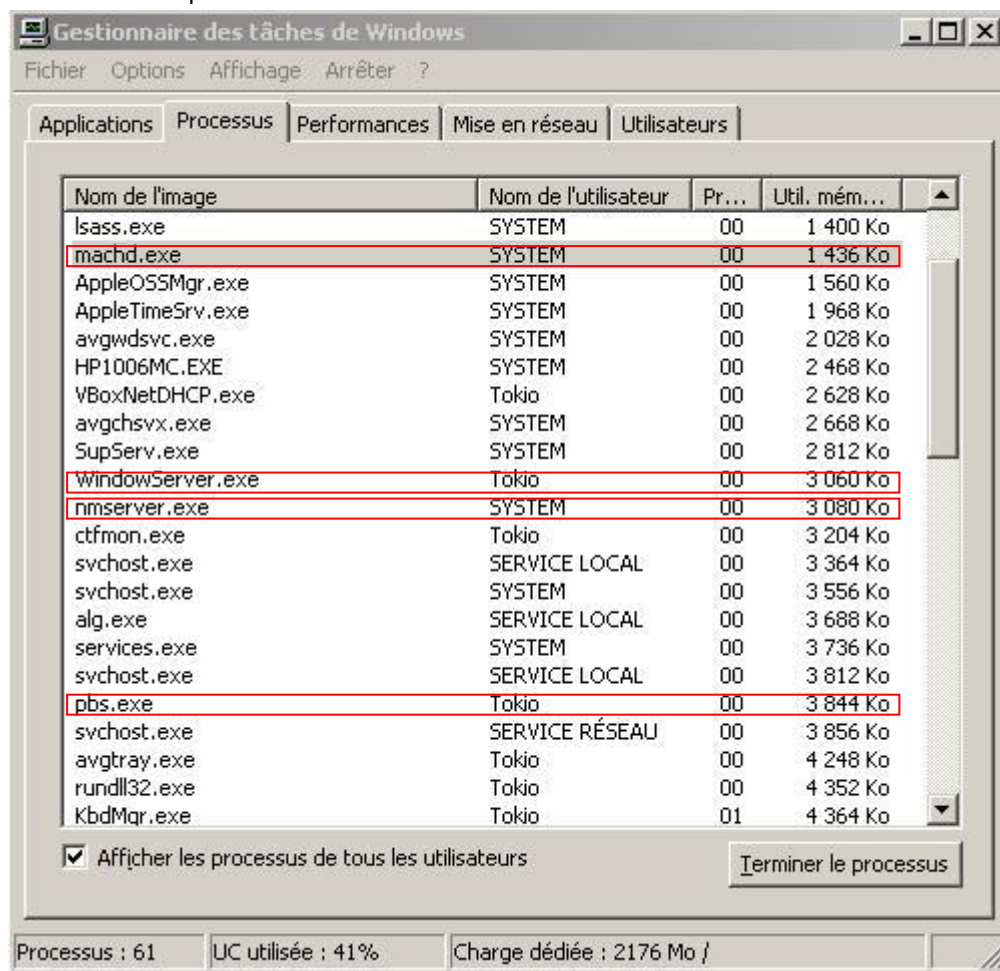 Gestionnaire des tâches de Windows
Fichier Options Affichage Arrêter ?
Applications Processus Performances Mise en réseau Utilisateurs
Nom de l'image Nom de l'utilisateur Pr... Util. mém...
lsass.exe SYSTEM 00 1 400 Ko
machd.exe SYSTEM 00 1 436 Ko
AppleOSSMgr.exe SYSTEM 00 1 560 Ko
AppleTimeSrv.exe SYSTEM 00 1 968 Ko
avgwdsvc.exe SYSTEM 00 2 028 Ko
HP1006MC.EXE SYSTEM 00 2 468 Ko
VBoxNetDHCP.exe Tokio 00 2 628 Ko
avgchsvx.exe SYSTEM 00 2 668 Ko
SupServ.exe SYSTEM 00 2 812 Ko
WindowServer.exe Tokio 00 3 060 Ko
nmserver.exe SYSTEM 00 3 080 Ko
ctfmon.exe Tokio 00 3 204 Ko
svchost.exe SERVICE LOCAL 00 3 364 Ko
svchost.exe SYSTEM 00 3 556 Ko
alg.exe SERVICE LOCAL 00 3 688 Ko
services.exe SYSTEM 00 3 736 Ko
svchost.exe SERVICE LOCAL 00 3 812 Ko
pbs.exe Tokio 00 3 844 Ko
svchost.exe SERVICE RÉSEAU 00 3 856 Ko
avgtray.exe Tokio 00 4 248 Ko
rundll32.exe Tokio 00 4 352 Ko
KbdMgr.exe Tokio 01 4 364 Ko
Afficher les processus de tous les utilisateurs
Terminer le processus
Processus : 61 UC utilisée : 41% Charge dédiée : 2176 Mo /